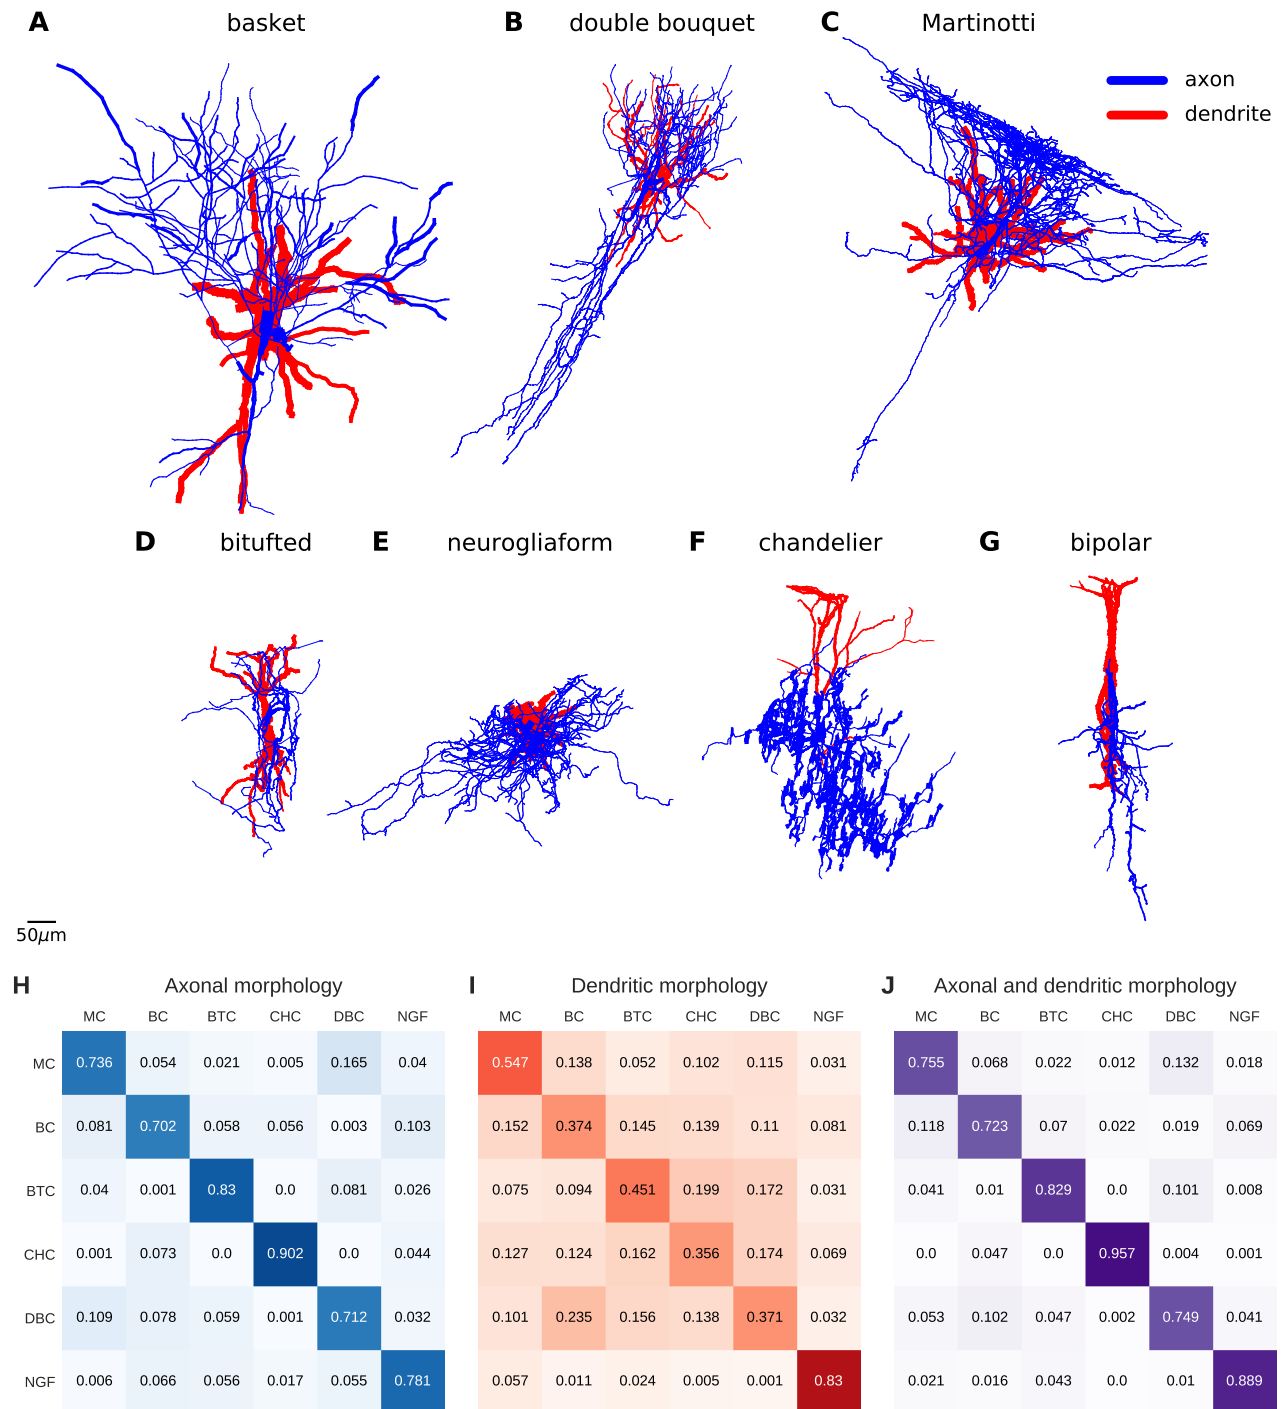 A basket B double bouquet C Martinotti
axon
dendrite
D bitufted E neurogliaform F chandelier G bipolar
50μm
H Axonal morphology
MC BC BTC CHC DBC NGF
MC 0.736 0.054 0.021 0.005 0.165 0.04
BC 0.081 0.702 0.058 0.056 0.003 0.103
BTC 0.04 0.001 0.83 0.0 0.081 0.026
CHC 0.001 0.073 0.0 0.902 0.0 0.044
DBC 0.109 0.078 0.059 0.001 0.712 0.032
NGF 0.006 0.066 0.056 0.017 0.055 0.781
I Dendritic morphology
MC BC BTC CHC DBC NGF
0.547 0.138 0.052 0.102 0.115 0.031
0.152 0.374 0.145 0.139 0.11 0.081
0.075 0.094 0.451 0.199 0.172 0.031
0.127 0.124 0.162 0.356 0.174 0.069
0.101 0.235 0.156 0.138 0.371 0.032
0.057 0.011 0.024 0.005 0.001 0.83
J Axonal and dendritic morphology
MC BC BTC CHC DBC NGF
0.755 0.068 0.022 0.012 0.132 0.018
0.118 0.723 0.07 0.022 0.019 0.069
0.041 0.01 0.829 0.0 0.101 0.008
0.0 0.047 0.0 0.957 0.004 0.001
0.053 0.102 0.047 0.002 0.749 0.041
0.021 0.016 0.043 0.0 0.01 0.889